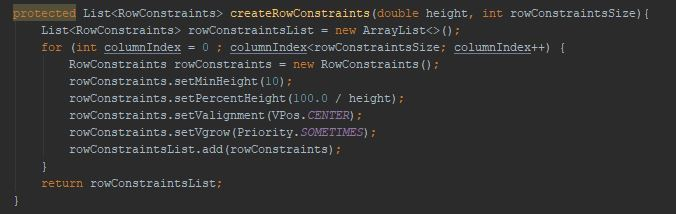 protected List<RowConstraints> createRowConstraints(double height, int rowConstraintsSize){
List<RowConstraints> rowConstraintsList = new ArrayList<>();
for (int columnIndex = 0 ; columnIndex<rowConstraintsSize; columnIndex++) {
RowConstraints rowConstraints = new RowConstraints();
rowConstraints.setMinHeight(10);
rowConstraints.setPercentHeight(100.0 / height);
rowConstraints.setValignment(VPos.CENTER);
rowConstraints.setVgrow(Priority.SOMETIMES);
rowConstraintsList.add(rowConstraints);
}
return rowConstraintsList;
}